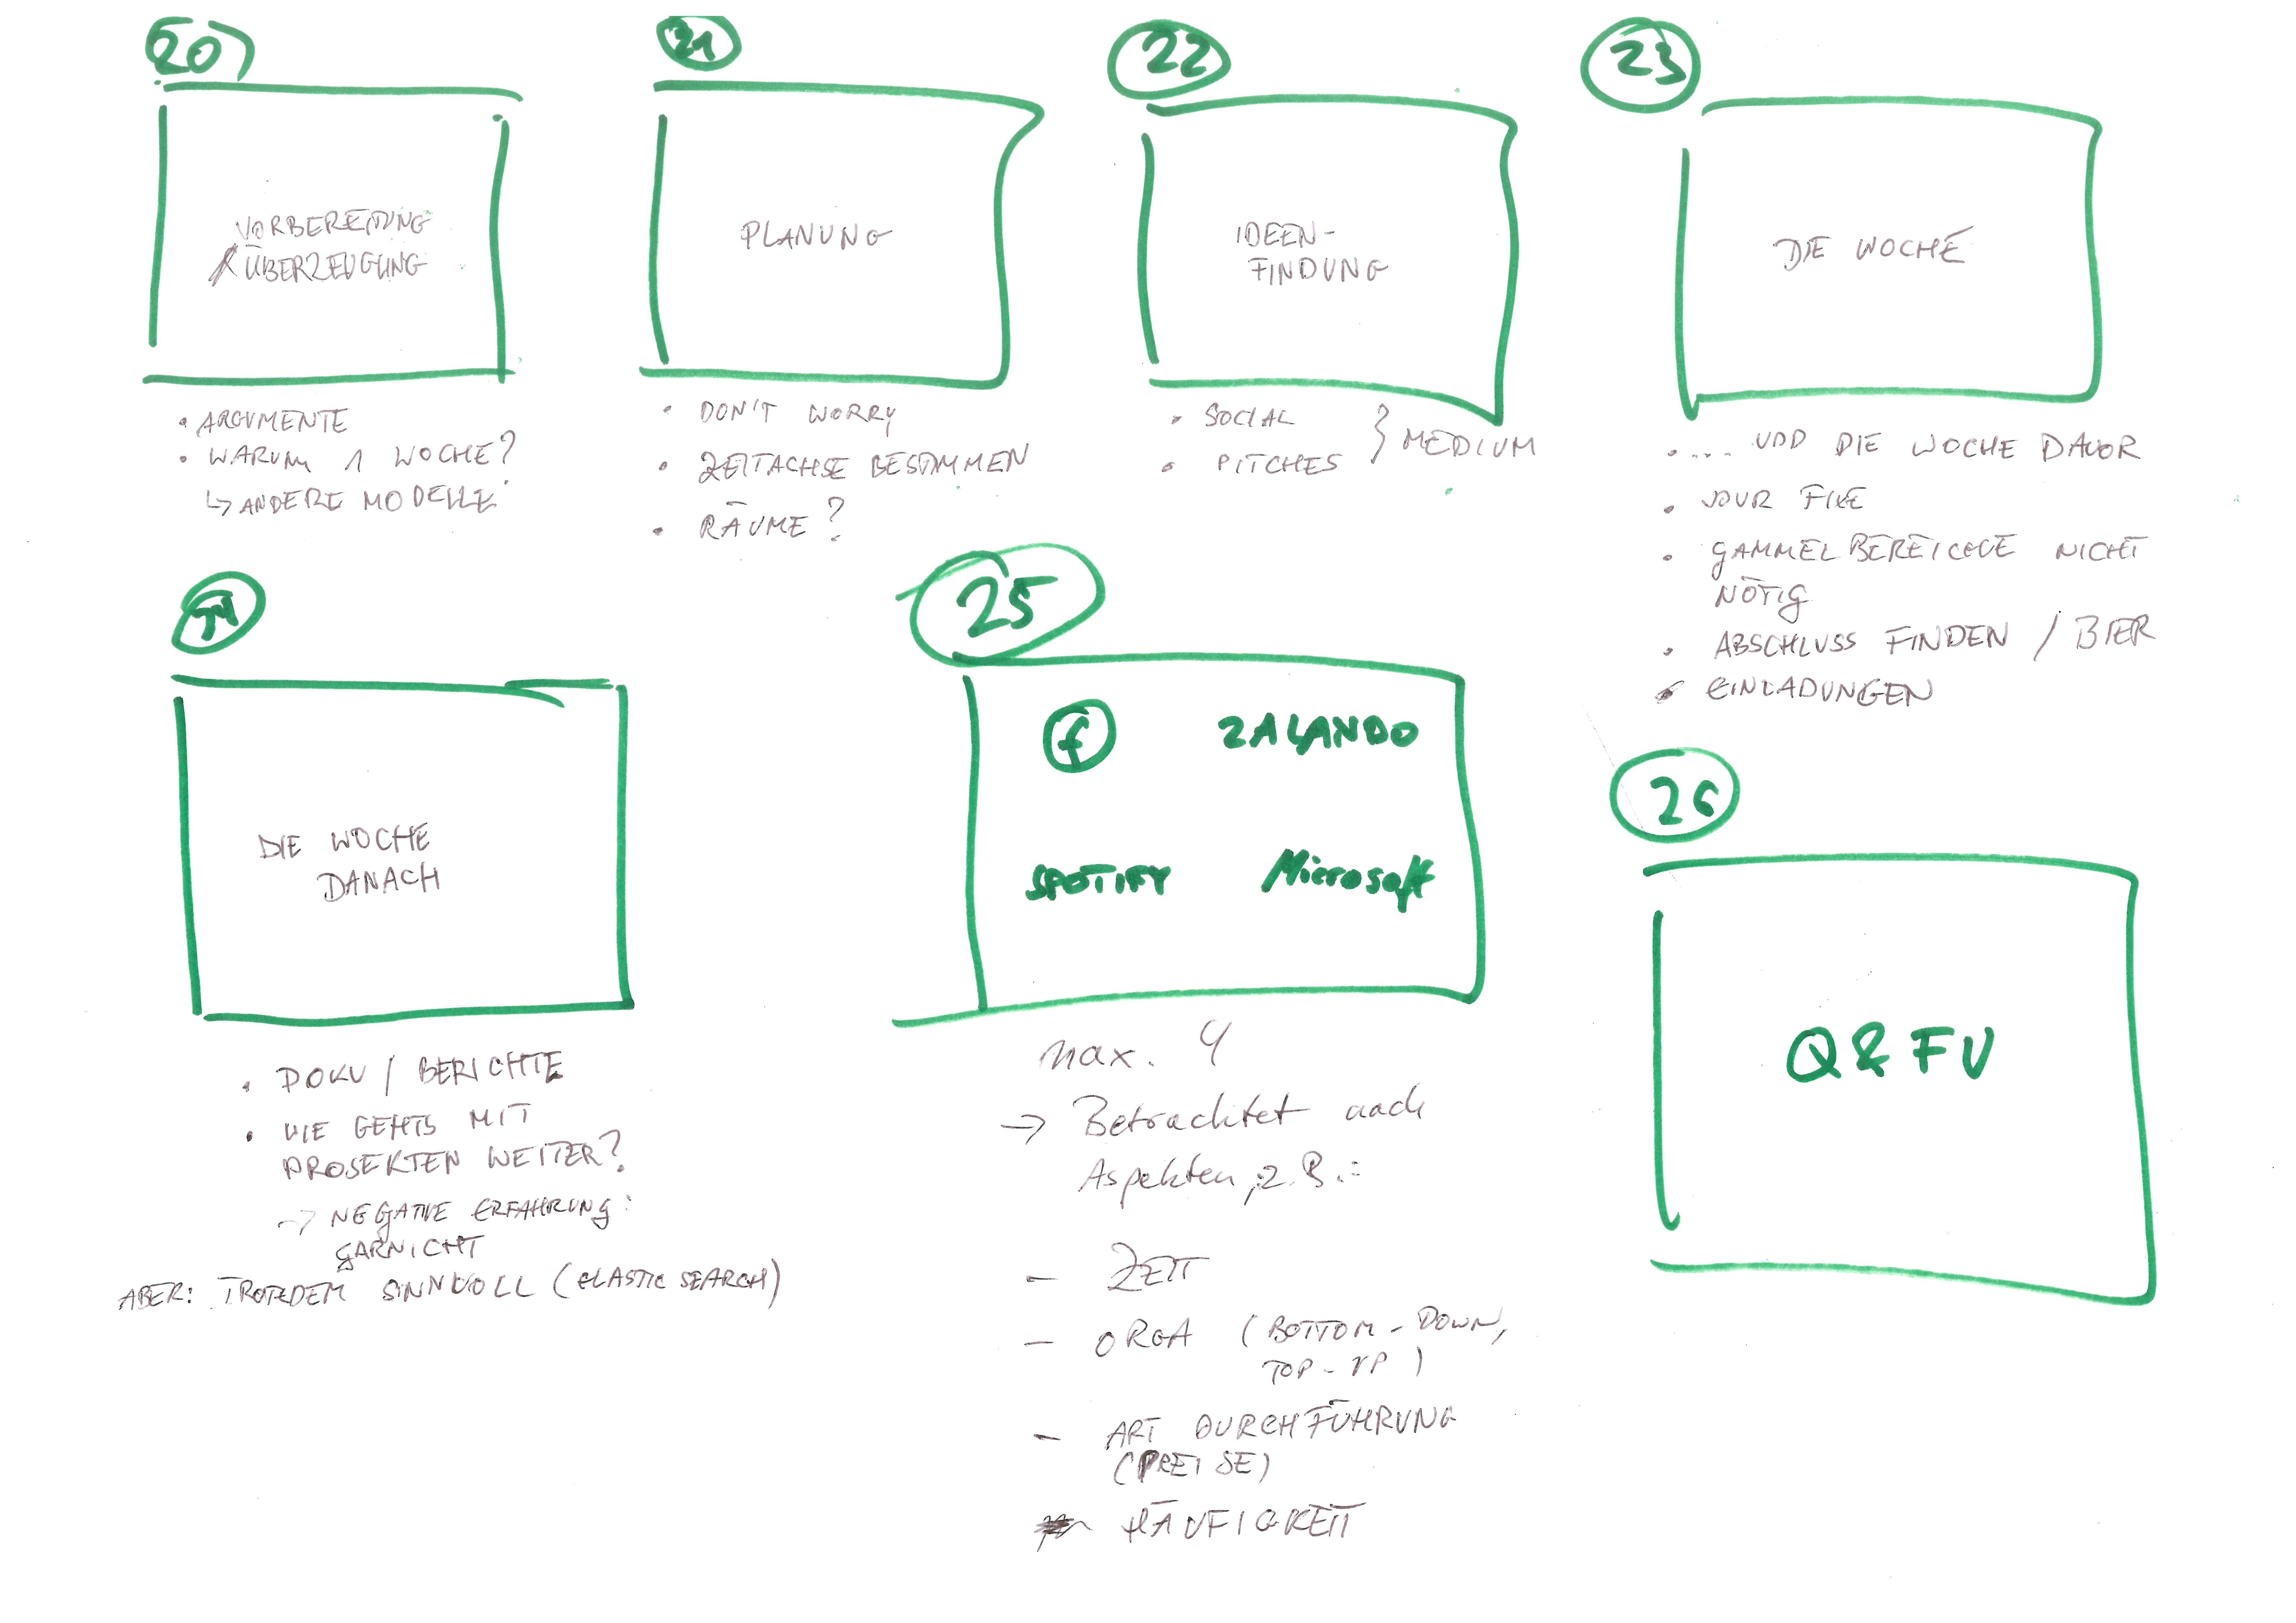 20
VORBEREITUNG
ÜBERZEUGUNG
• ARGUMENTE
• WARUM 1 WOCHE?
↳ ANDERE MODELLE
21
PLANUNG
• DON'T WORRY
• ZEITACHSE BESTIMMEN
• RÄUME?
22
IDEEN-
FINDUNG
• SOCIAL
• PITCHES } MEDIUM
23
DIE WOCHE
• ... UND DIE WOCHE DAVOR
• JOUR FIXE
• GAMMELBEREICHE NICHT
NÖTIG
• ABSCHLUSS FINDEN / BIER
• EINLADUNGEN
DIE WOCHE
DANACH
• DOKU / BERICHTE
• WIE GEHTS MIT
PROJEKTEN WEITER?
→ NEGATIVE ERFAHRUNG:
GARNICHT
ABER: TROTZDEM SINNVOLL (ELASTIC SEARCH)
25
f ZALANDO
SPOTIFY Microsoft
max. 4
→ Betrachtet nach
Aspekten, z.B.:
- ZEIT
- ORGA (BOTTOM-DOWN,
TOP-UP)
- ART DURCHFÜHRUNG
(PREISE)
HÄUFIGKEIT
26
Q & FU